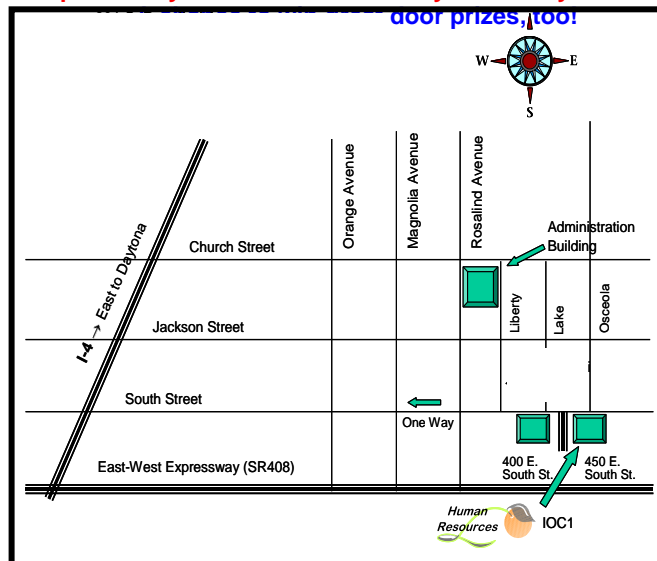 door prizes, too!
W
E
S
Orange Avenue
Magnolia Avenue
Rosalind Avenue
Administration
Building
Church Street
I-4 → East to Daytona
Liberty
Lake
Osceola
Jackson Street
South Street
One Way
400 E.
South St.
450 E.
South St.
East-West Expressway (SR408)
Human
Resources
IOC1